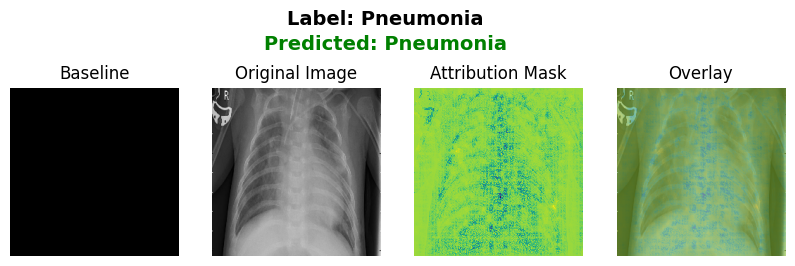 Label: Pneumonia
Predicted: Pneumonia
Baseline
Original Image
Attribution Mask
Overlay
R
R